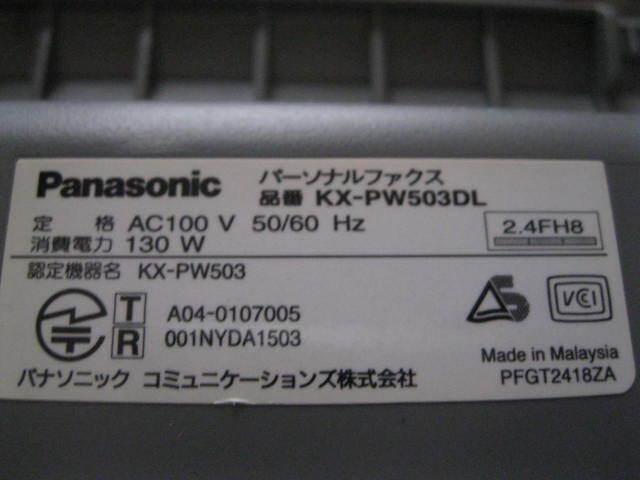 Panasonic パーソナルファクス
品番 KX-PW503DL
定 格 AC100 V 50/60 Hz
消費電力 130 W
2.4FH8
認定機器名 KX-PW503
T A04-0107005
R 001NYDA1503
S
VCI
Made in Malaysia
パナソニック コミュニケーションズ株式会社 PFGT2418ZA